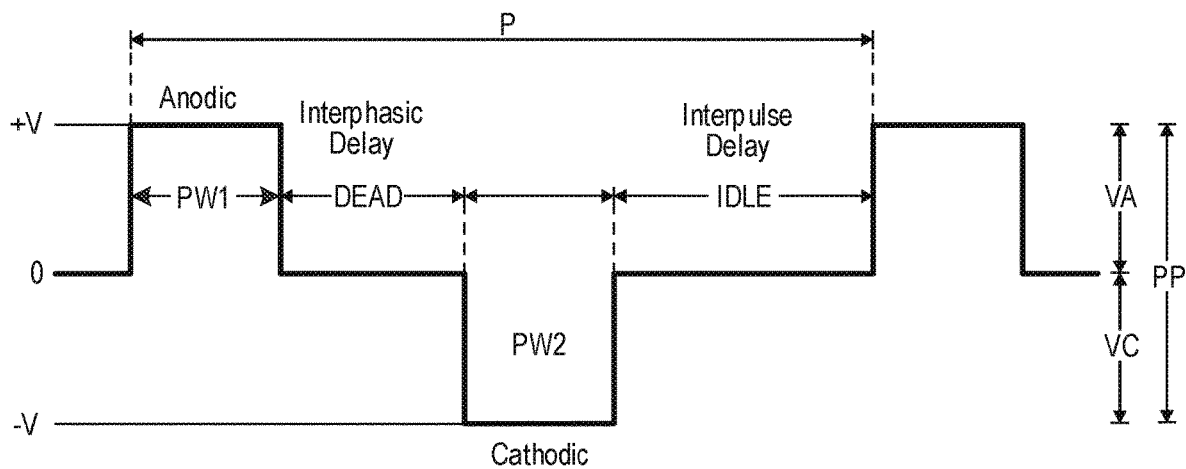 P
Anodic
+V
Interphasic
Delay
Interpulse
Delay
PW1
DEAD
IDLE
VA
0
PP
PW2
VC
-V
Cathodic